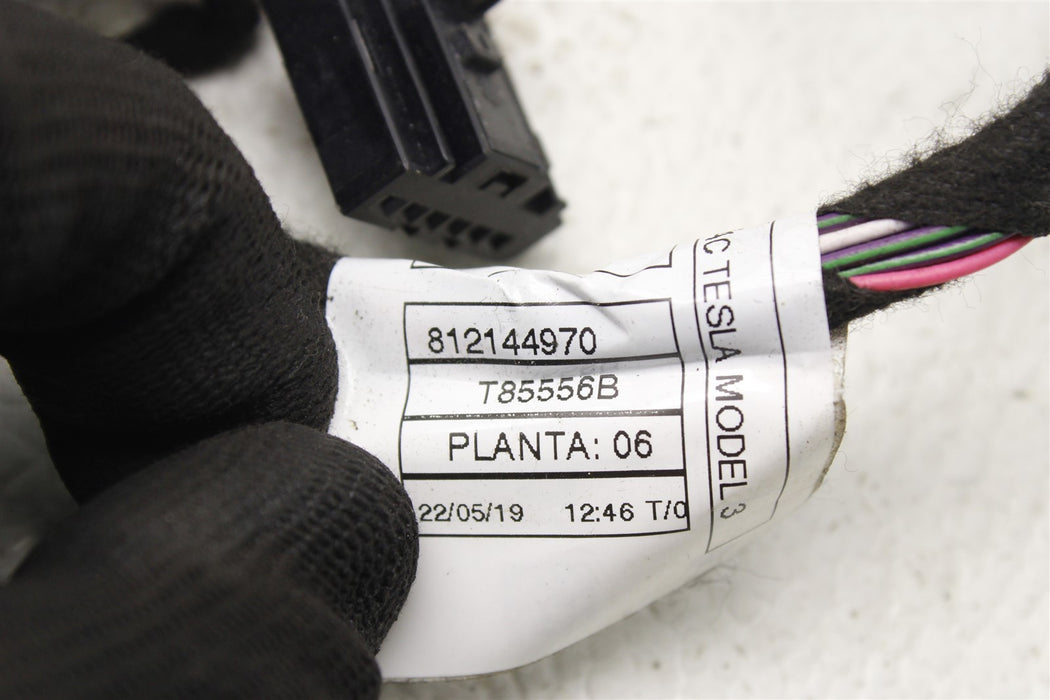 812144970
T85556B
PLANTA: 06
22/05/19 12:46 T/0
TESLA MODEL 3